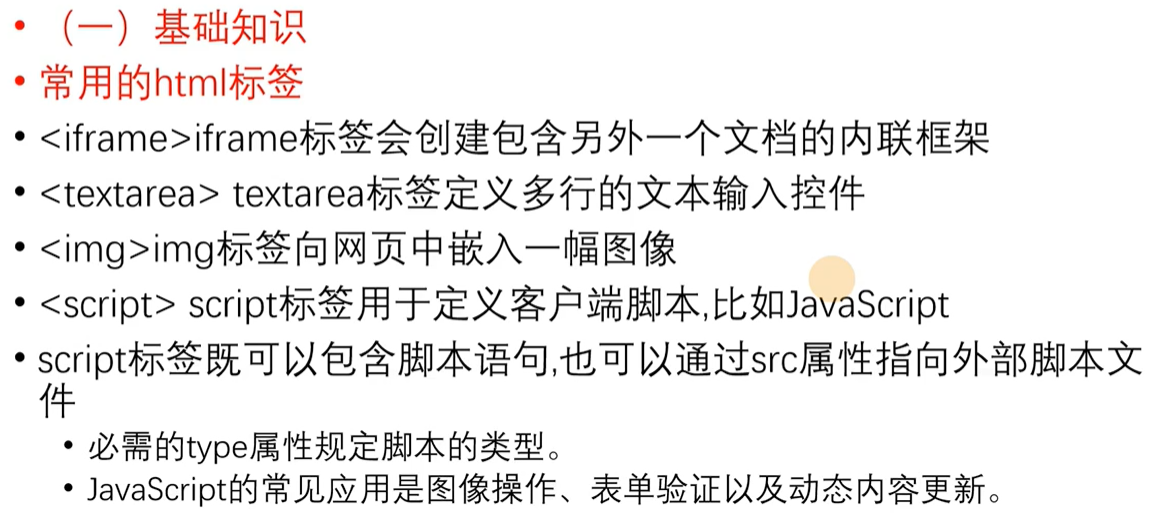 • （一）基础知识
• 常用的html标签
• <iframe>iframe标签会创建包含另外一个文档的内联框架
• <textarea> textarea标签定义多行的文本输入控件
• <img>img标签向网页中嵌入一幅图像
• <script> script标签用于定义客户端脚本,比如JavaScript
• script标签既可以包含脚本语句,也可以通过src属性指向外部脚本文
件
• 必需的type属性规定脚本的类型。
• JavaScript的常见应用是图像操作、表单验证以及动态内容更新。